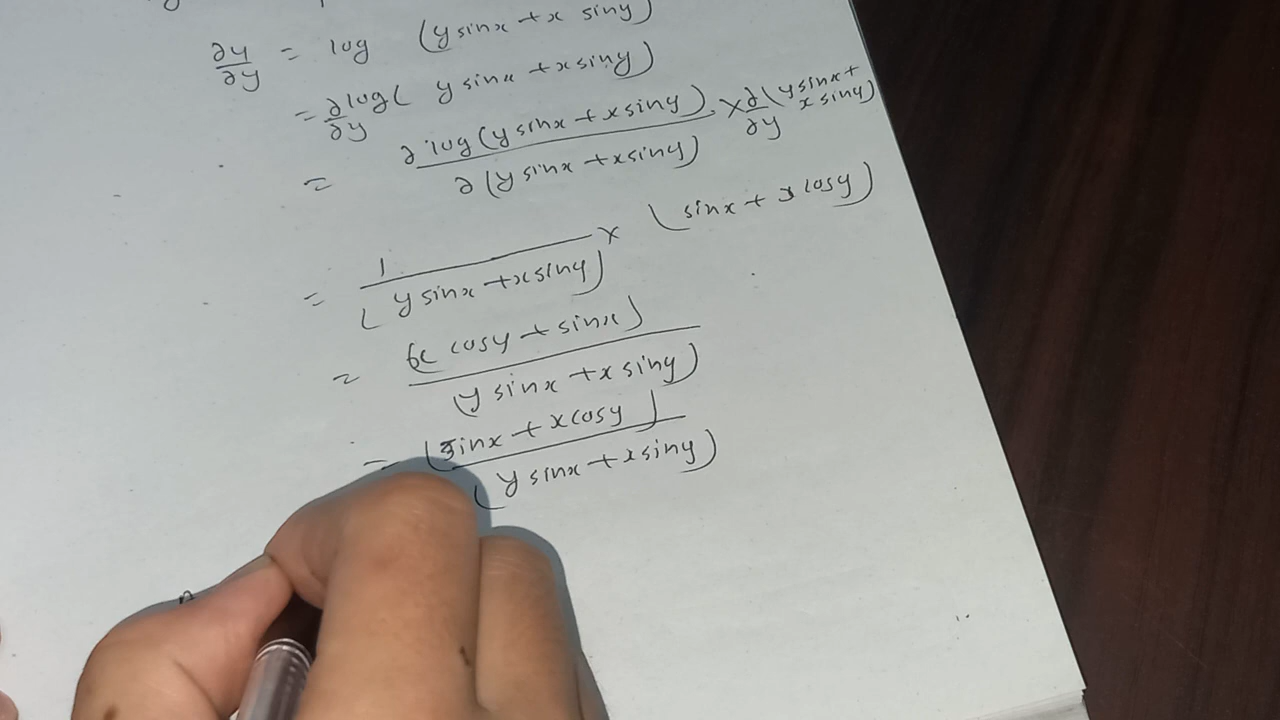 ∂u/∂y = log (y sinx + x siny)
= ∂/∂y log( y sinx + x siny)
= ∂ log (y sinx + x siny) / ∂ (y sinx + x siny) × ∂/∂y (y sinx + x siny)
= 1 / (y sinx + x siny) × (sinx + x cosy)
= (x cosy + sinx) / (y sinx + x siny)
= (sinx + x cosy) / (y sinx + x siny)